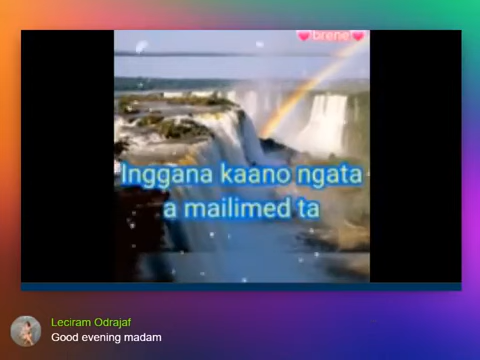 💗brene💗
Inggana kaano ngata
a mailimed ta
Leciram Odrajaf
Good evening madam